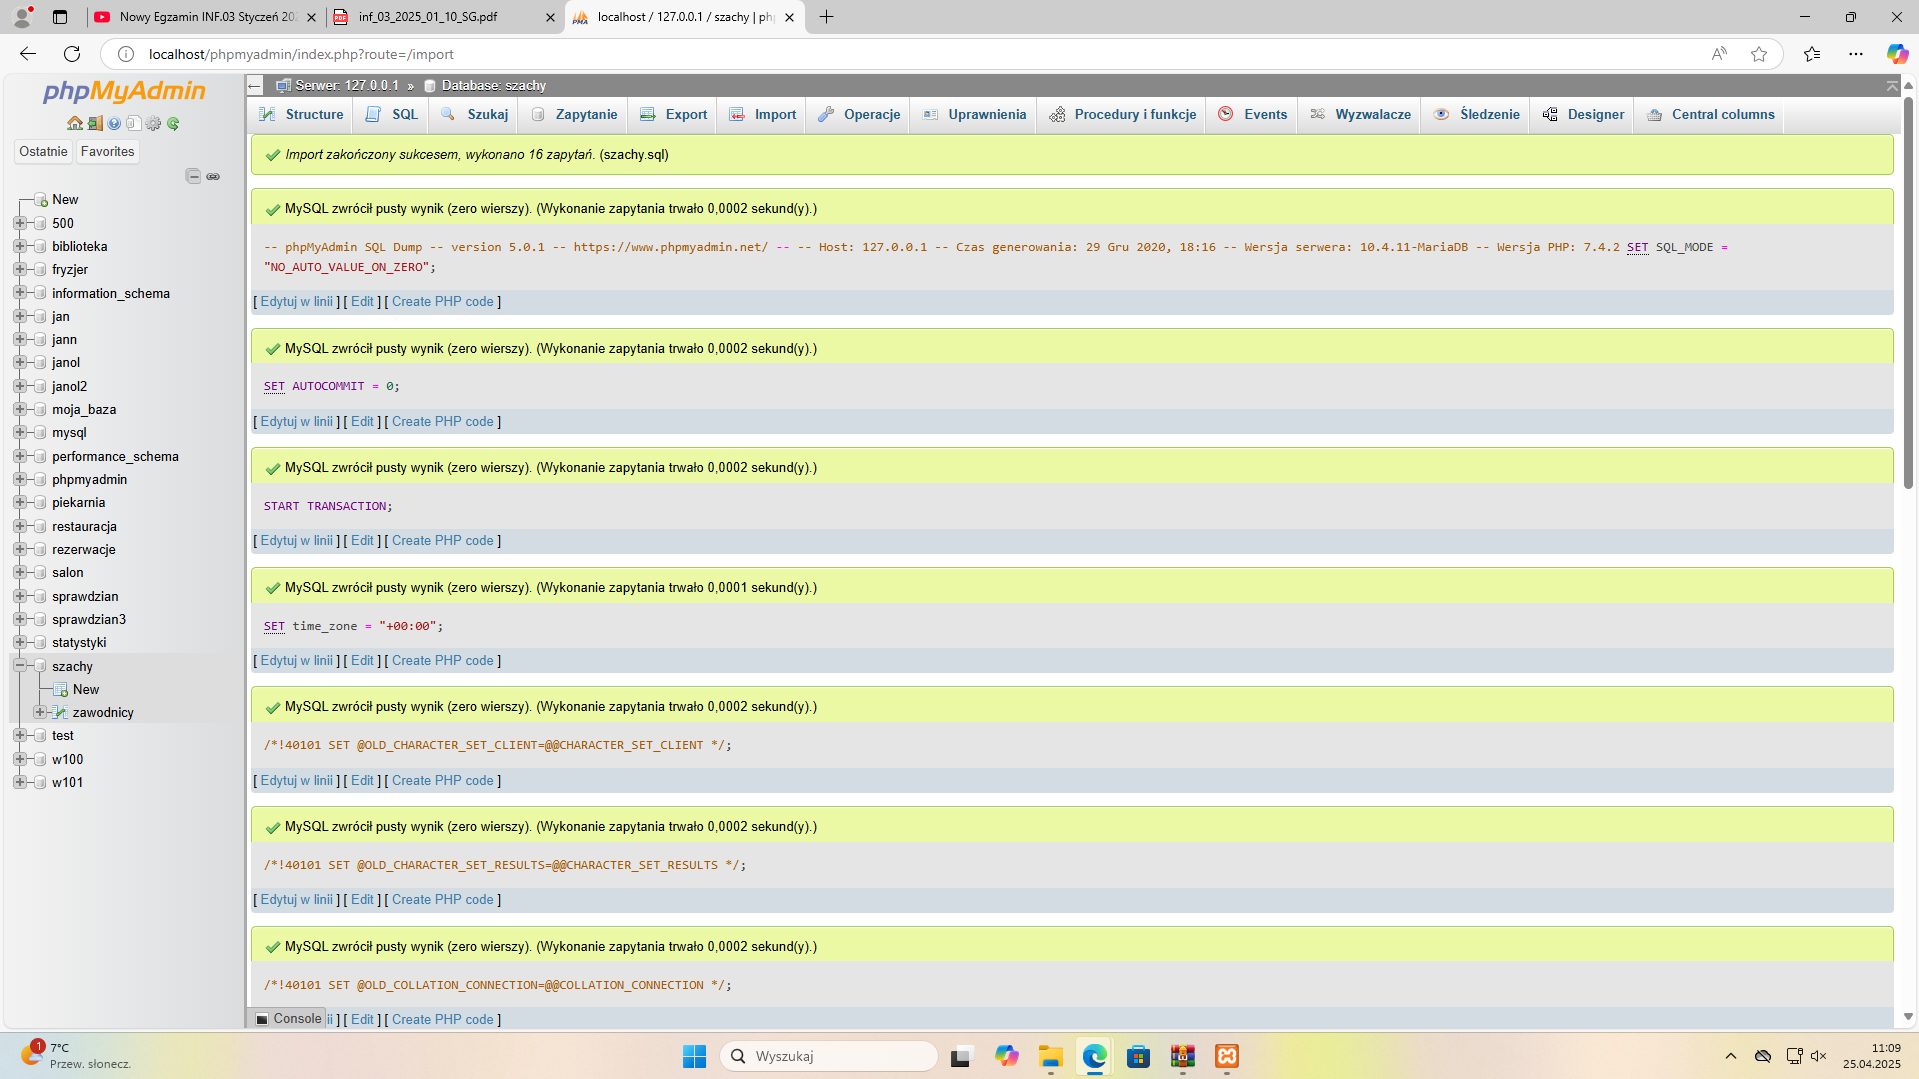 Nowy Egzamin INF.03 Styczeń 202
inf_03_2025_01_10_SG.pdf
localhost / 127.0.0.1 / szachy | php
localhost/phpmyadmin/index.php?route=/import
phpMyAdmin
Ostatnie
Favorites
New
500
biblioteka
fryzjer
information_schema
jan
jann
janol
janol2
moja_baza
mysql
performance_schema
phpmyadmin
piekarnia
restauracja
rezerwacje
salon
sprawdzian
sprawdzian3
statystyki
szachy
New
zawodnicy
test
w100
w101
Serwer: 127.0.0.1 » Database: szachy
Structure SQL Szukaj Zapytanie Export Import Operacje Uprawnienia Procedury i funkcje Events Wyzwalacze Śledzenie Designer Central columns
Import zakończony sukcesem, wykonano 16 zapytań. (szachy.sql)
MySQL zwrócił pusty wynik (zero wierszy). (Wykonanie zapytania trwało 0,0002 sekund(y).)
-- phpMyAdmin SQL Dump -- version 5.0.1 -- https://www.phpmyadmin.net/ -- -- Host: 127.0.0.1 -- Czas generowania: 29 Gru 2020, 18:16 -- Wersja serwera: 10.4.11-MariaDB -- Wersja PHP: 7.4.2 SET SQL_MODE =
"NO_AUTO_VALUE_ON_ZERO";
[ Edytuj w linii ] [ Edit ] [ Create PHP code ]
MySQL zwrócił pusty wynik (zero wierszy). (Wykonanie zapytania trwało 0,0002 sekund(y).)
SET AUTOCOMMIT = 0;
[ Edytuj w linii ] [ Edit ] [ Create PHP code ]
MySQL zwrócił pusty wynik (zero wierszy). (Wykonanie zapytania trwało 0,0002 sekund(y).)
START TRANSACTION;
[ Edytuj w linii ] [ Edit ] [ Create PHP code ]
MySQL zwrócił pusty wynik (zero wierszy). (Wykonanie zapytania trwało 0,0001 sekund(y).)
SET time_zone = "+00:00";
[ Edytuj w linii ] [ Edit ] [ Create PHP code ]
MySQL zwrócił pusty wynik (zero wierszy). (Wykonanie zapytania trwało 0,0002 sekund(y).)
/*!40101 SET @OLD_CHARACTER_SET_CLIENT=@@CHARACTER_SET_CLIENT */;
[ Edytuj w linii ] [ Edit ] [ Create PHP code ]
MySQL zwrócił pusty wynik (zero wierszy). (Wykonanie zapytania trwało 0,0002 sekund(y).)
/*!40101 SET @OLD_CHARACTER_SET_RESULTS=@@CHARACTER_SET_RESULTS */;
[ Edytuj w linii ] [ Edit ] [ Create PHP code ]
MySQL zwrócił pusty wynik (zero wierszy). (Wykonanie zapytania trwało 0,0002 sekund(y).)
/*!40101 SET @OLD_COLLATION_CONNECTION=@@COLLATION_CONNECTION */;
Console ii ] [ Edit ] [ Create PHP code ]
1
7°C
Przew. słonecz.
Wyszukaj
11:09
25.04.2025